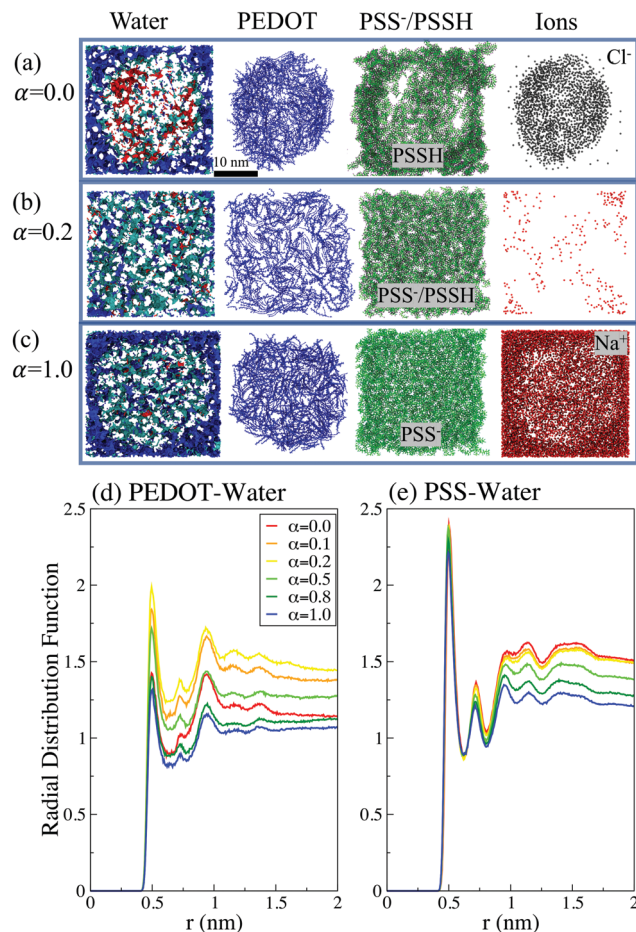 Water PEDOT PSS⁻/PSSH Ions
(a)
α=0.0
Cl⁻
PSSH
10 nm
(b)
α=0.2
PSS⁻/PSSH
(c)
α=1.0
Na⁺
PSS⁻
(d) PEDOT-Water
(e) PSS-Water
Radial Distribution Function
2.5
2
1.5
1
0.5
0
α=0.0
α=0.1
α=0.2
α=0.5
α=0.8
α=1.0
0 0.5 1 1.5 2
r (nm)
2.5
2
1.5
1
0.5
0
0 0.5 1 1.5 2
r (nm)